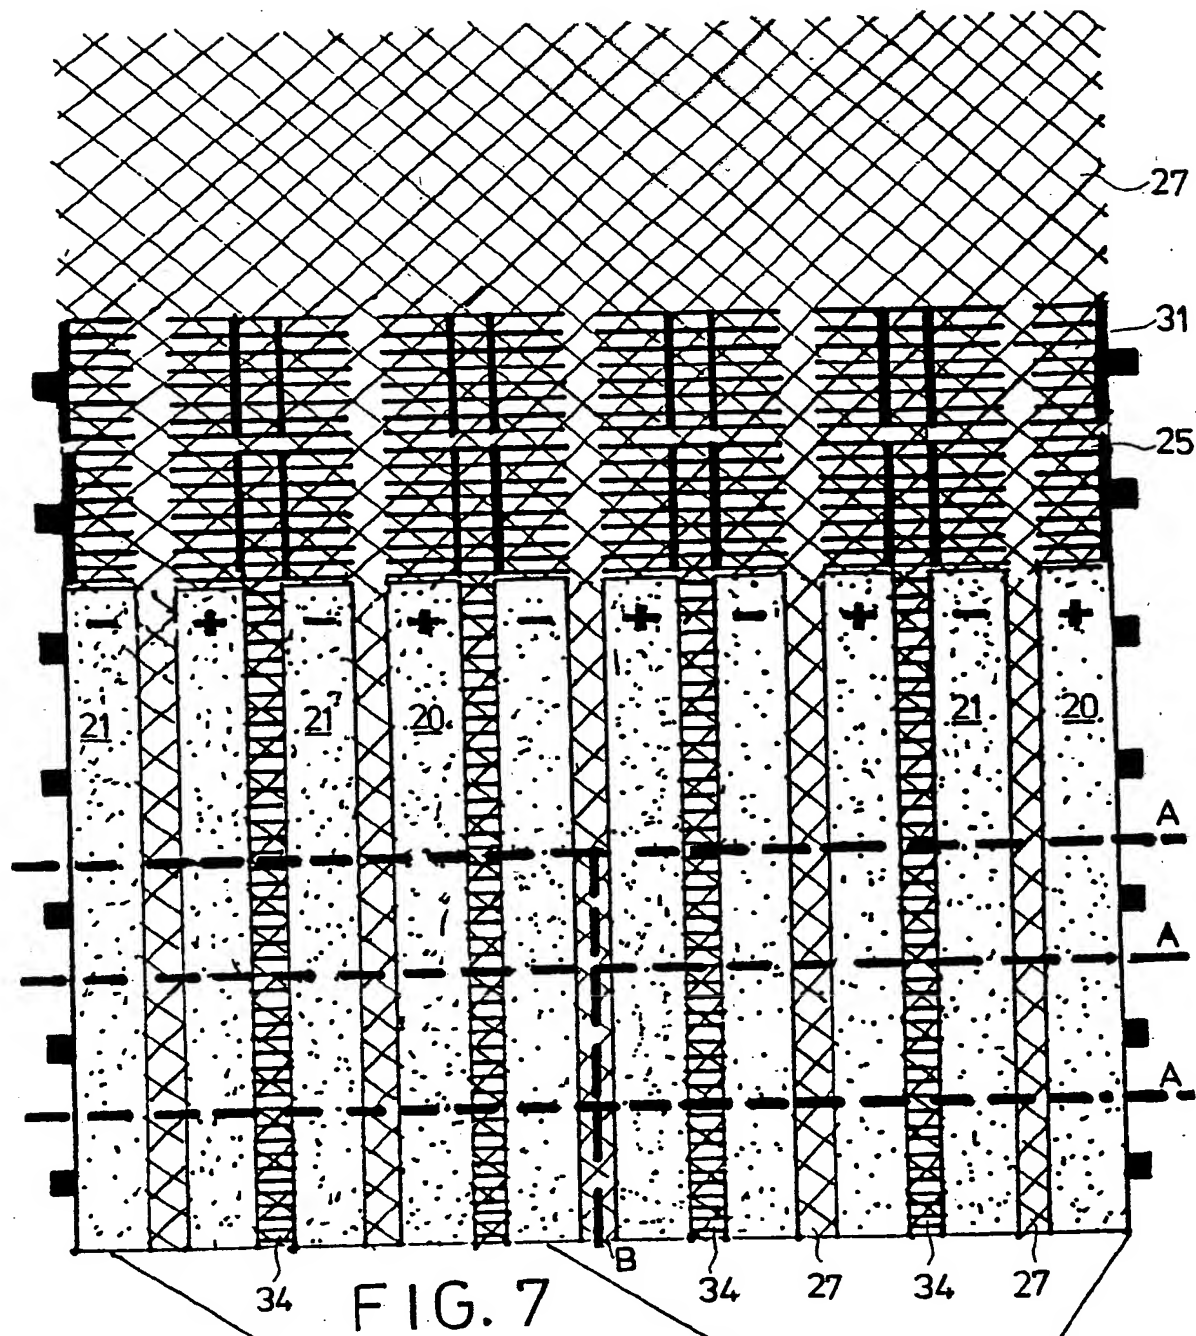 27
31
25
− + − + − + − + − +
21 21 20 21 20
A
A
A
B
34 34 27 34 27
FIG. 7